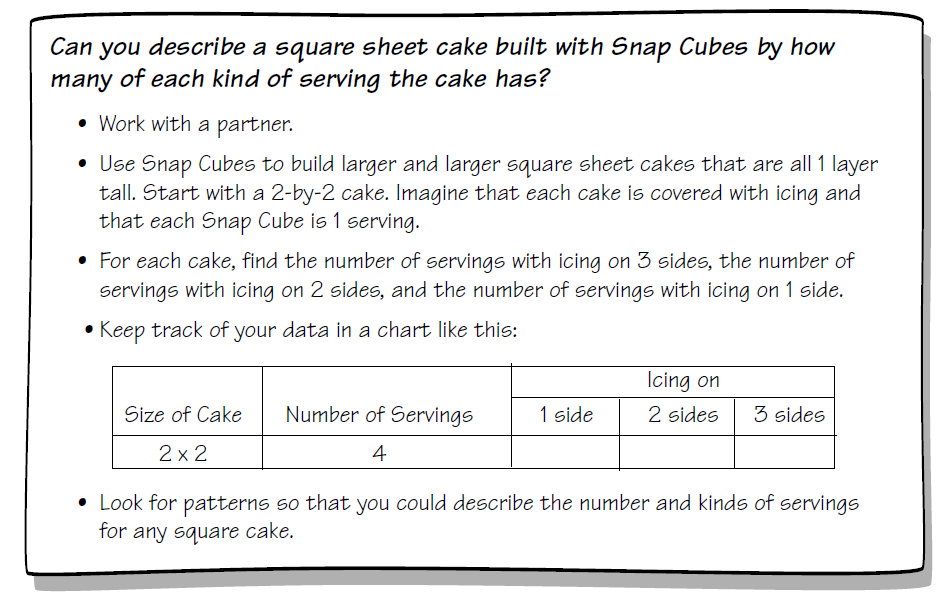 Can you describe a square sheet cake built with Snap Cubes by how
many of each kind of serving the cake has?
• Work with a partner.
• Use Snap Cubes to build larger and larger square sheet cakes that are all 1 layer
tall. Start with a 2-by-2 cake. Imagine that each cake is covered with icing and
that each Snap Cube is 1 serving.
• For each cake, find the number of servings with icing on 3 sides, the number of
servings with icing on 2 sides, and the number of servings with icing on 1 side.
• Keep track of your data in a chart like this:
Icing on
Size of Cake Number of Servings 1 side 2 sides 3 sides
2 x 2 4
• Look for patterns so that you could describe the number and kinds of servings
for any square cake.